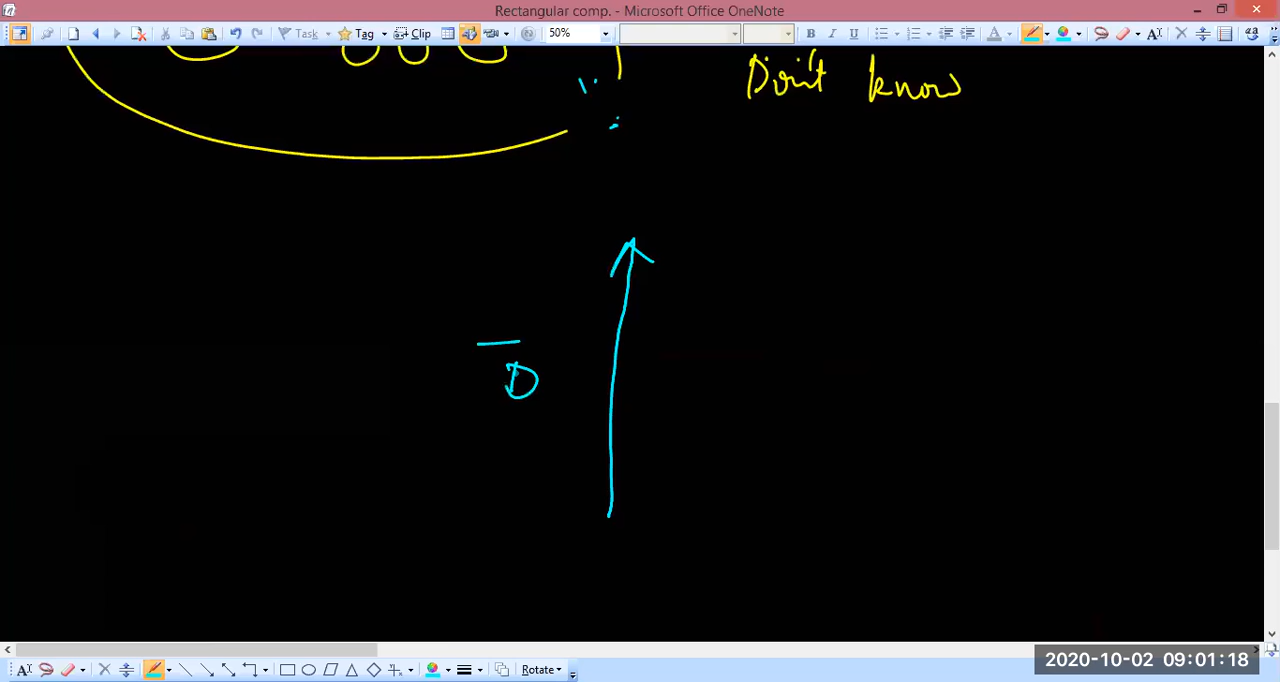 Rectangular comp. - Microsoft Office OneNote
Task Clip 50% Tag B I U A
Don't know
D
Rotate
2020-10-02 09:01:18